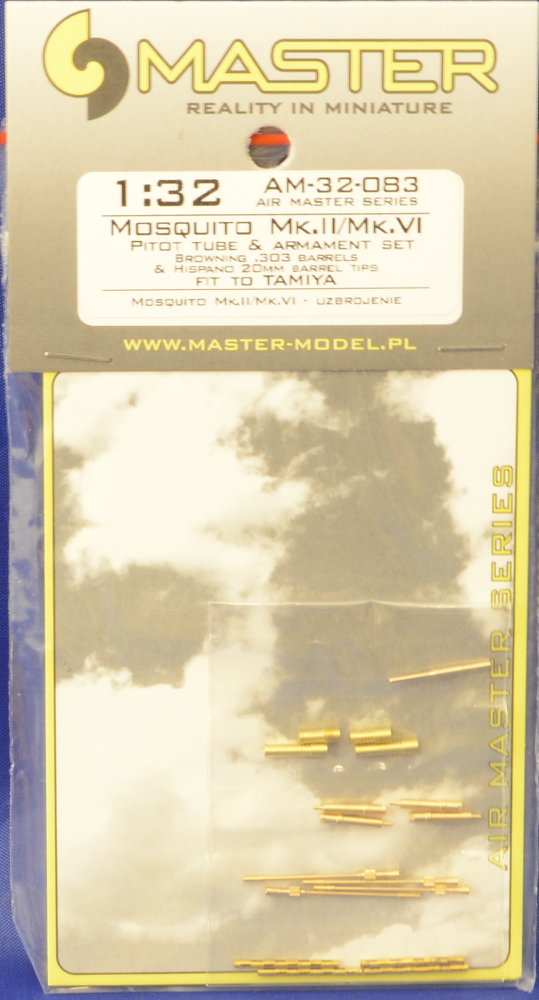 MASTER
REALITY IN MINIATURE
1:32 AM-32-083
AIR MASTER SERIES
MOSQUITO MK.II/MK.VI
PITOT TUBE & ARMAMENT SET
BROWNING .303 BARRELS
& HISPANO 20MM BARREL TIPS
FIT TO TAMIYA
MOSQUITO MK.II/MK.VI - UZBROJENIE
WWW.MASTER-MODEL.PL
AIR MASTER SERIES